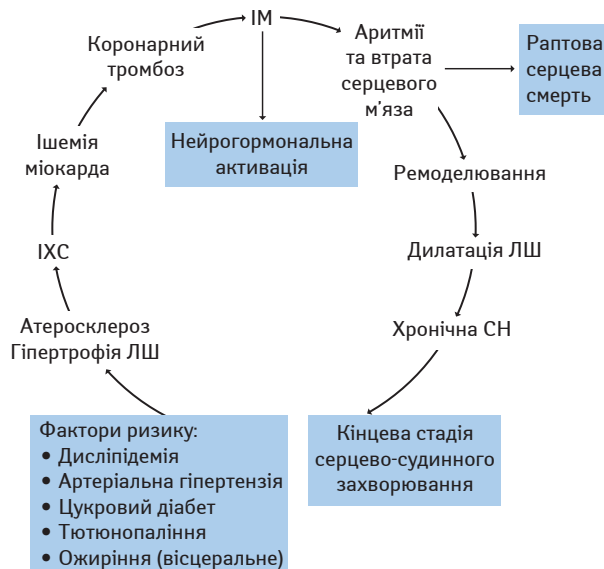 ІМ
Коронарний
тромбоз
Аритмії
та втрата
серцевого
м'яза
Раптова
серцева
смерть
Нейрогормональна
активація
Ішемія
міокарда
Ремоделювання
ІХС
Дилатація ЛШ
Атеросклероз
Гіпертрофія ЛШ
Хронічна СН
Фактори ризику:
• Дисліпідемія
• Артеріальна гіпертензія
• Цукровий діабет
• Тютюнопаління
• Ожиріння (вісцеральне)
Кінцева стадія
серцево-судинного
захворювання